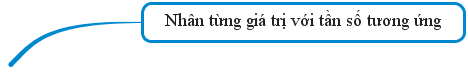 Nhân từng giá trị với tần số tương ứng